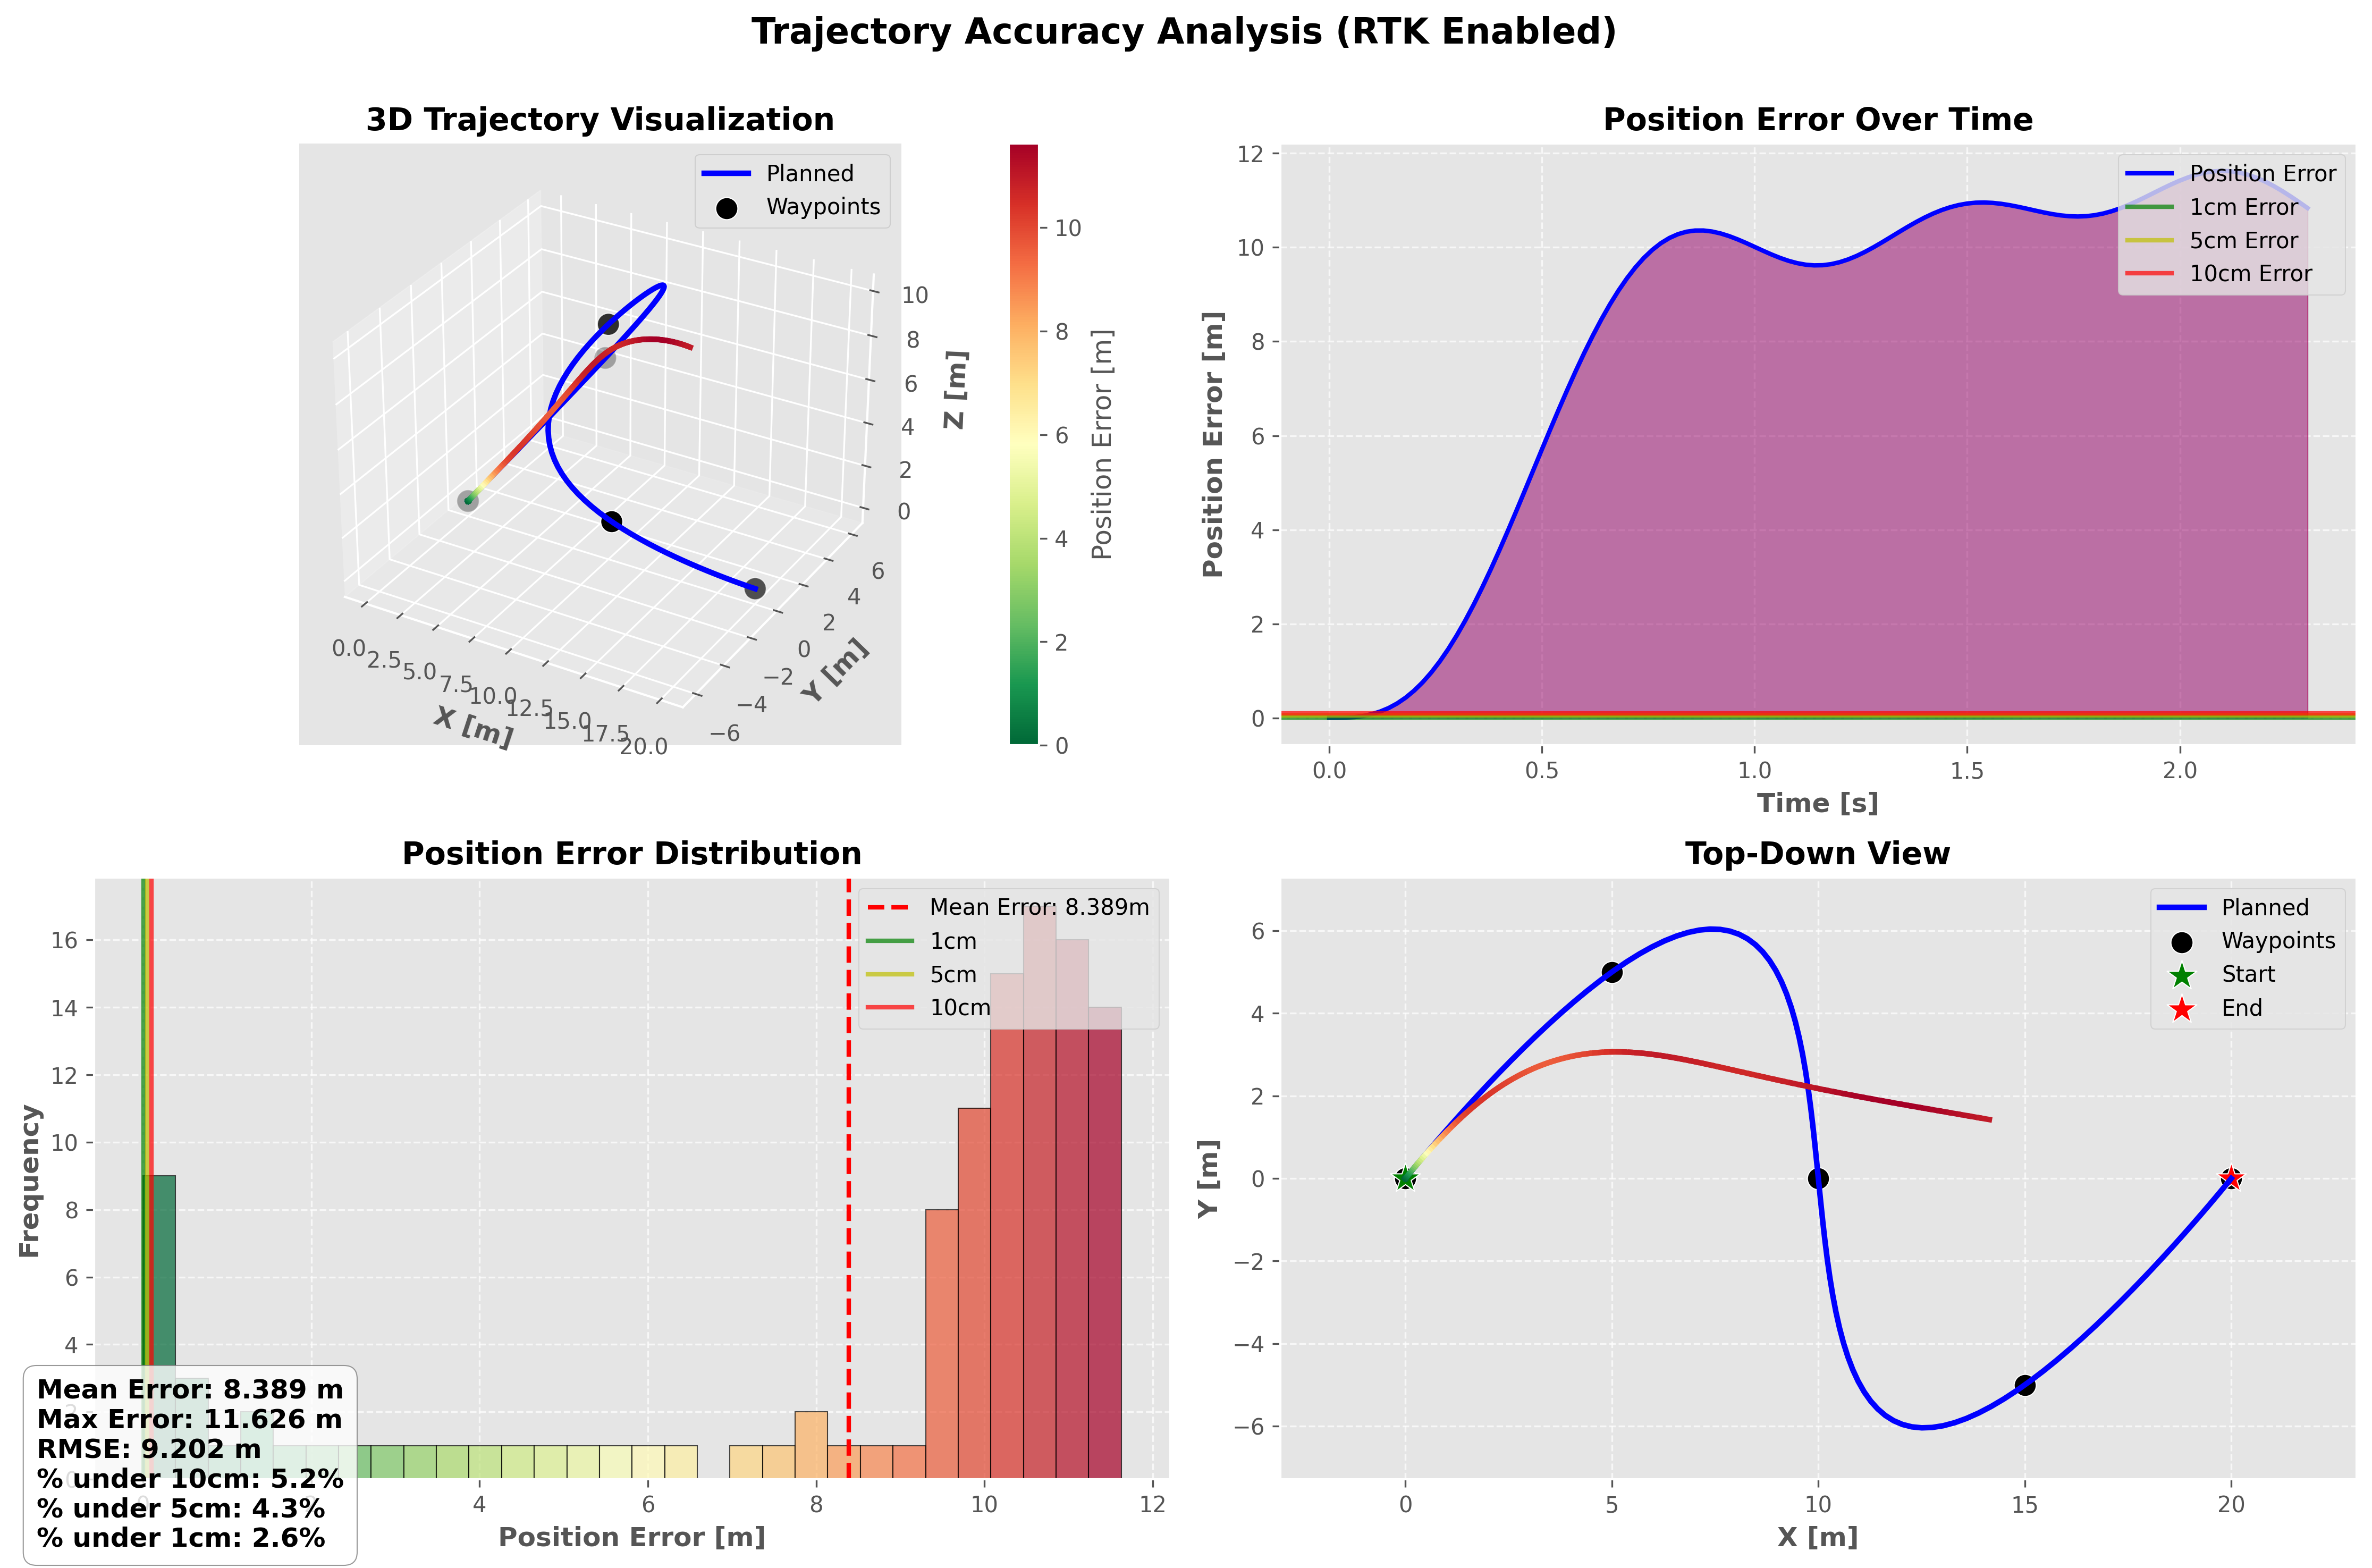 Trajectory Accuracy Analysis (RTK Enabled)
3D Trajectory Visualization
Planned
Waypoints
10
8
6
4
2
0
Z [m]
6
4
2
0
−2
−4
−6
Y [m]
0.0
2.5
5.0
7.5
10.0
12.5
15.0
17.5
20.0
X [m]
10
8
6
4
2
0
Position Error [m]
Position Error Over Time
Position Error
1cm Error
5cm Error
10cm Error
12
10
8
6
4
2
0
Position Error [m]
0.0 0.5 1.0 1.5 2.0
Time [s]
Position Error Distribution
Mean Error: 8.389m
1cm
5cm
10cm
16
14
12
10
8
6
4
Frequency
4 6 8 10 12
Position Error [m]
Mean Error: 8.389 m
Max Error: 11.626 m
RMSE: 9.202 m
% under 10cm: 5.2%
% under 5cm: 4.3%
% under 1cm: 2.6%
Top-Down View
Planned
Waypoints
Start
End
6
4
2
0
−2
−4
−6
Y [m]
0 5 10 15 20
X [m]